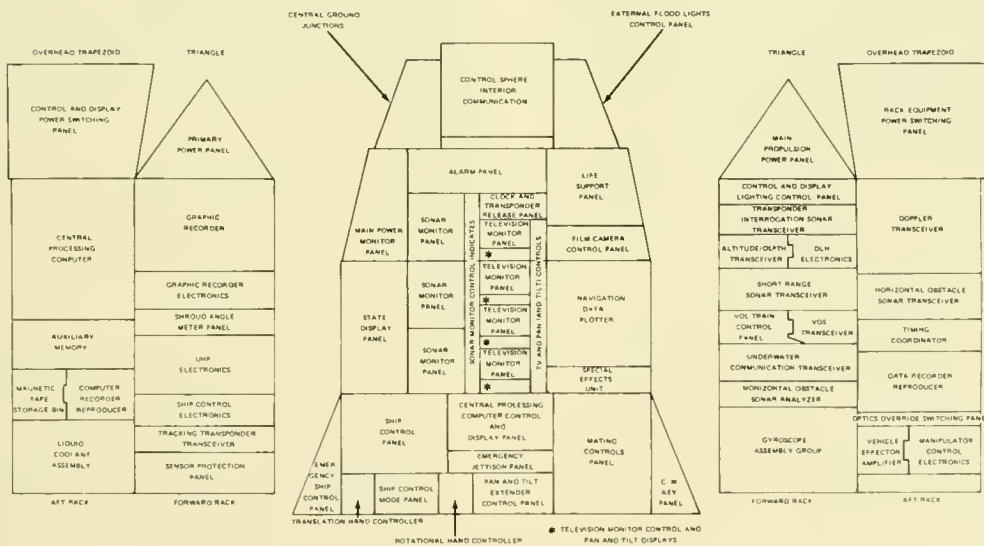 CENTRAL GROUND
JUNCTIONS
EXTERNAL FLOOD LIGHTS
CONTROL PANEL
OVERHEAD TRAPEZOID
TRIANGLE
CONTROL AND DISPLAY
POWER SWITCHING
PANEL
PRIMARY
POWER PANEL
CENTRAL
PROCESSING
COMPUTER
AUXILIARY
MEMORY
MAGNETIC
TAPE
STORAGE BIN
COMPUTER
RECORDER
REPRODUCER
LIQUID
COOLANT
ASSEMBLY
AFT RACK
GRAPHIC
RECORDER
GRAPHIC RECORDER
ELECTRONICS
SHROUD ANGLE
METER PANEL
UHF
ELECTRONICS
SHIP CONTROL
ELECTRONICS
TRACKING TRANSPONDER
TRANSCEIVER
SENSOR PROTECTION
PANEL
FORWARD RACK
CONTROL SPHERE
INTERIOR
COMMUNICATION
ALARM PANEL
LIFE
SUPPORT
PANEL
MAIN POWER
MONITOR
PANEL
SONAR
MONITOR
PANEL
SONAR MONITOR CONTROL INDICATES
CLOCK AND
TRANSPONDER
RELEASE PANEL
TELEVISION
MONITOR
PANEL
*
TV AND PAN (AND TILT) CONTROLS
FILM CAMERA
CONTROL PANEL
STATE
DISPLAY
PANEL
SONAR
MONITOR
PANEL
TELEVISION
MONITOR
PANEL
*
TELEVISION
MONITOR
PANEL
*
NAVIGATION
DATA
PLOTTER
SONAR
MONITOR
PANEL
TELEVISION
MONITOR
PANEL
*
SPECIAL
EFFECTS
UNIT
SHIP
CONTROL
PANEL
CENTRAL PROLESSING
COMPUTER CONTROL
AND
DISPLAY PANEL
EMERGENCY
JETTISON PANEL
MATING
CONTROLS
PANEL
EMER
GENCY
SHIP
CONTROL
PANEL
SHIP CONTROL
MODE PANEL
PAN AND TILT
EXTENDER
CONTROL PANEL
KEY
PANEL
TRANSLATION HAND CONTROLLER
ROTATIONAL HAND CONTROLLER
* TELEVISION MONITOR CONTROL AND
PAN AND TILT DISPLAYS
TRIANGLE
OVERHEAD TRAPEZOID
MAIN
PROPULSION
POWER PANEL
RACK EQUIPMENT
POWER SWITCHING
PANEL
CONTROL AND DISPLAY
LIGHTING CONTROL PANEL
TRANSPONDER
INTERROGATION SONAR
TRANSCEIVER
ALTITUDE/DEPTH
TRANSCEIVER
DLH
ELECTRONICS
SHORT RANGE
SONAR TRANSCEIVER
VOL TRAIN
CONTROL
PANEL
VOS
TRANSCEIVER
UNDERWATER
COMMUNICATION TRANSCEIVER
MONIZONTAL OBSTACLE
SONAR ANALYZER
GYROSCOPE
ASSEMBLY GROUP
FORWARD RACK
DOPPLER
TRANSCEIVER
HORIZONTAL OBSTACLE
SONAR TRANSCEIVER
TIMING
COORDINATOR
DATA RECORDER
REPRODUCER
OPTICS OVERRIDE SWITCHING PANE
VEHICLE
EFFECTOR
AMPLIFIER
MANIPULATOR
CONTROL
ELECTRONICS
AFT RACK